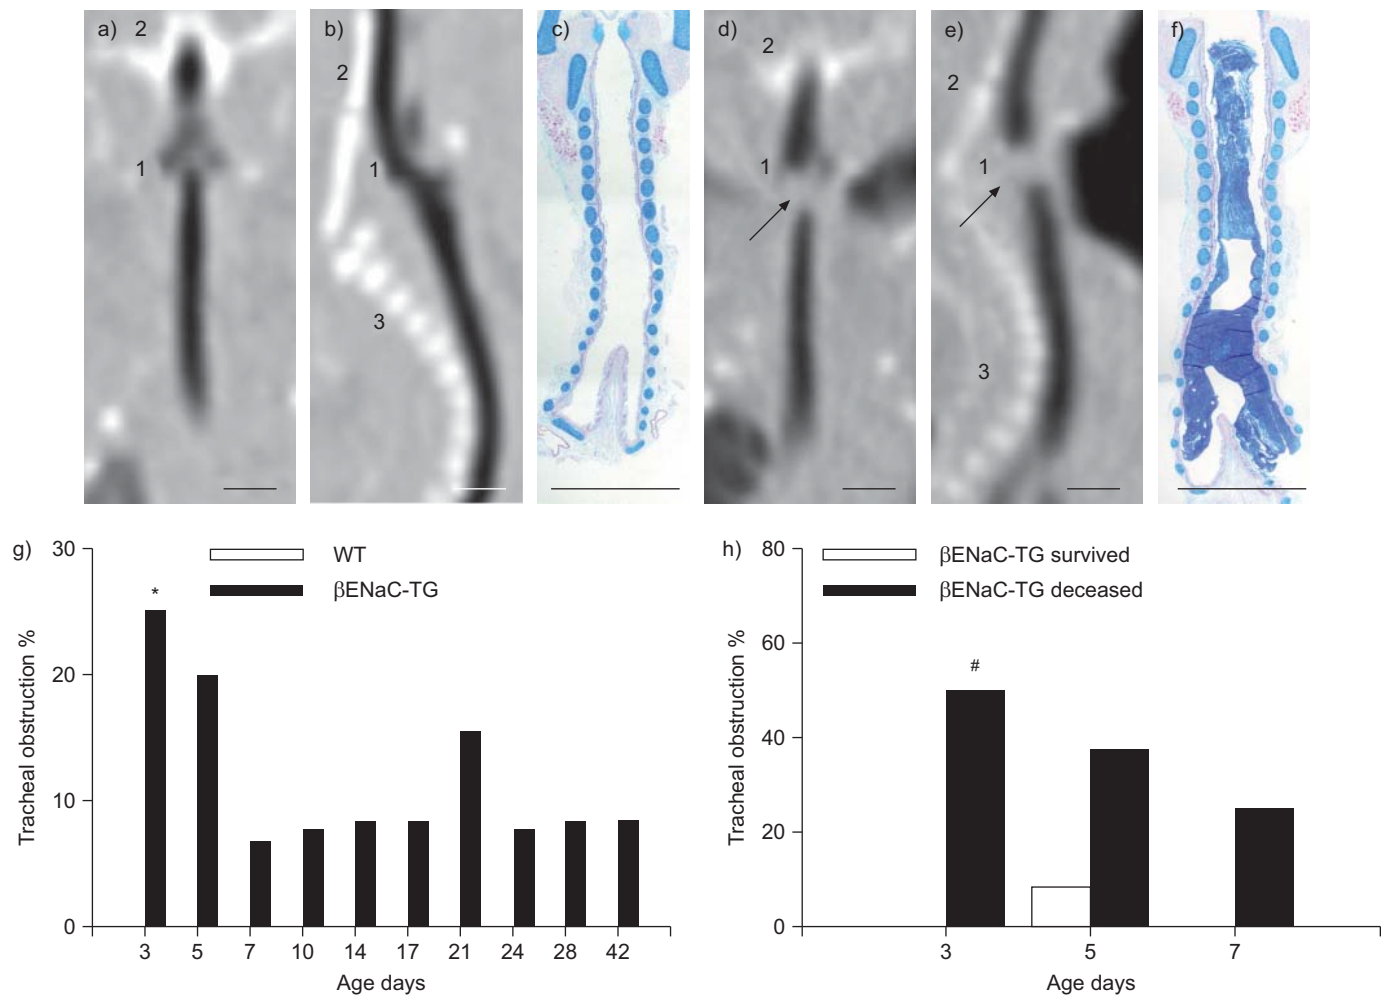 a) 2
1
b)
2
1
3
c)
d)
2
1
e)
2
1
3
f)
g)
WT
βENaC-TG
*
Tracheal obstruction %
30
20
10
0
3 5 7 10 14 17 21 24 28 42
Age days
h)
βENaC-TG survived
βENaC-TG deceased
#
Tracheal obstruction %
80
60
40
20
0
3 5 7
Age days